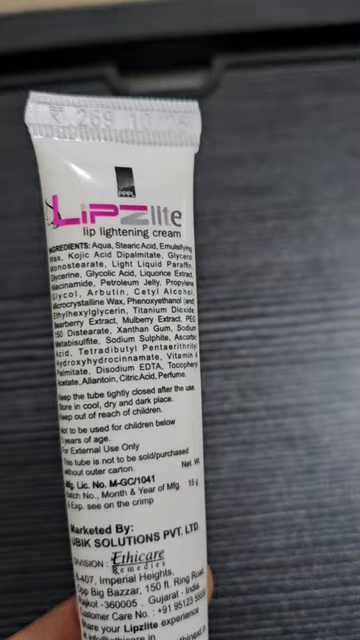 ₹ 269 10/
pppl
LiPZlite
lip lightening cream
INGREDIENTS: Aqua, Stearic Acid, Emulsifying
Wax, Kojic Acid Dipalmitate, Glycerol
Monostearate, Light Liquid Paraffin,
Glycerine, Glycolic Acid, Liquorice Extract,
Niacinamide, Petroleum Jelly, Propylene
Glycol, Arbutin, Cetyl Alcohol,
Microcrystalline Wax, Phenoxyethanol (and)
Ethylhexylglycerin, Titanium Dioxide,
Bearberry Extract, Mulberry Extract, PEG
150 Distearate, Xanthan Gum, Sodium
Metabisulfite, Sodium Sulphite, Ascorbic
Acid, Tetradibutyl Pentaerithrityl
Hydroxyhydrocinnamate, Vitamin A
Palmitate, Disodium EDTA, Tocopheryl
Acetate, Allantoin, Citric Acid, Perfume.
Keep the tube tightly closed after the use.
Store in cool, dry and dark place.
Keep out of reach of children.
Not to be used for children below
years of age.
For External Use Only
This tube is not to be sold/purchased
without outer carton.
Net. Wt.
Mfg. Lic. No. M-GC/1041
15 g
Batch No., Month & Year of Mfg.
& Exp. see on the crimp
Marketed By:
UBIK SOLUTIONS PVT. LTD.
DIVISION : Ethicare
Remedies
B-407, Imperial Heights,
Opp Big Bazzar, 150 ft. Ring Road
Rajkot -360005 . Gujarat - India.
Customer Care No. : +91 95123
Share your Lipzlite experience